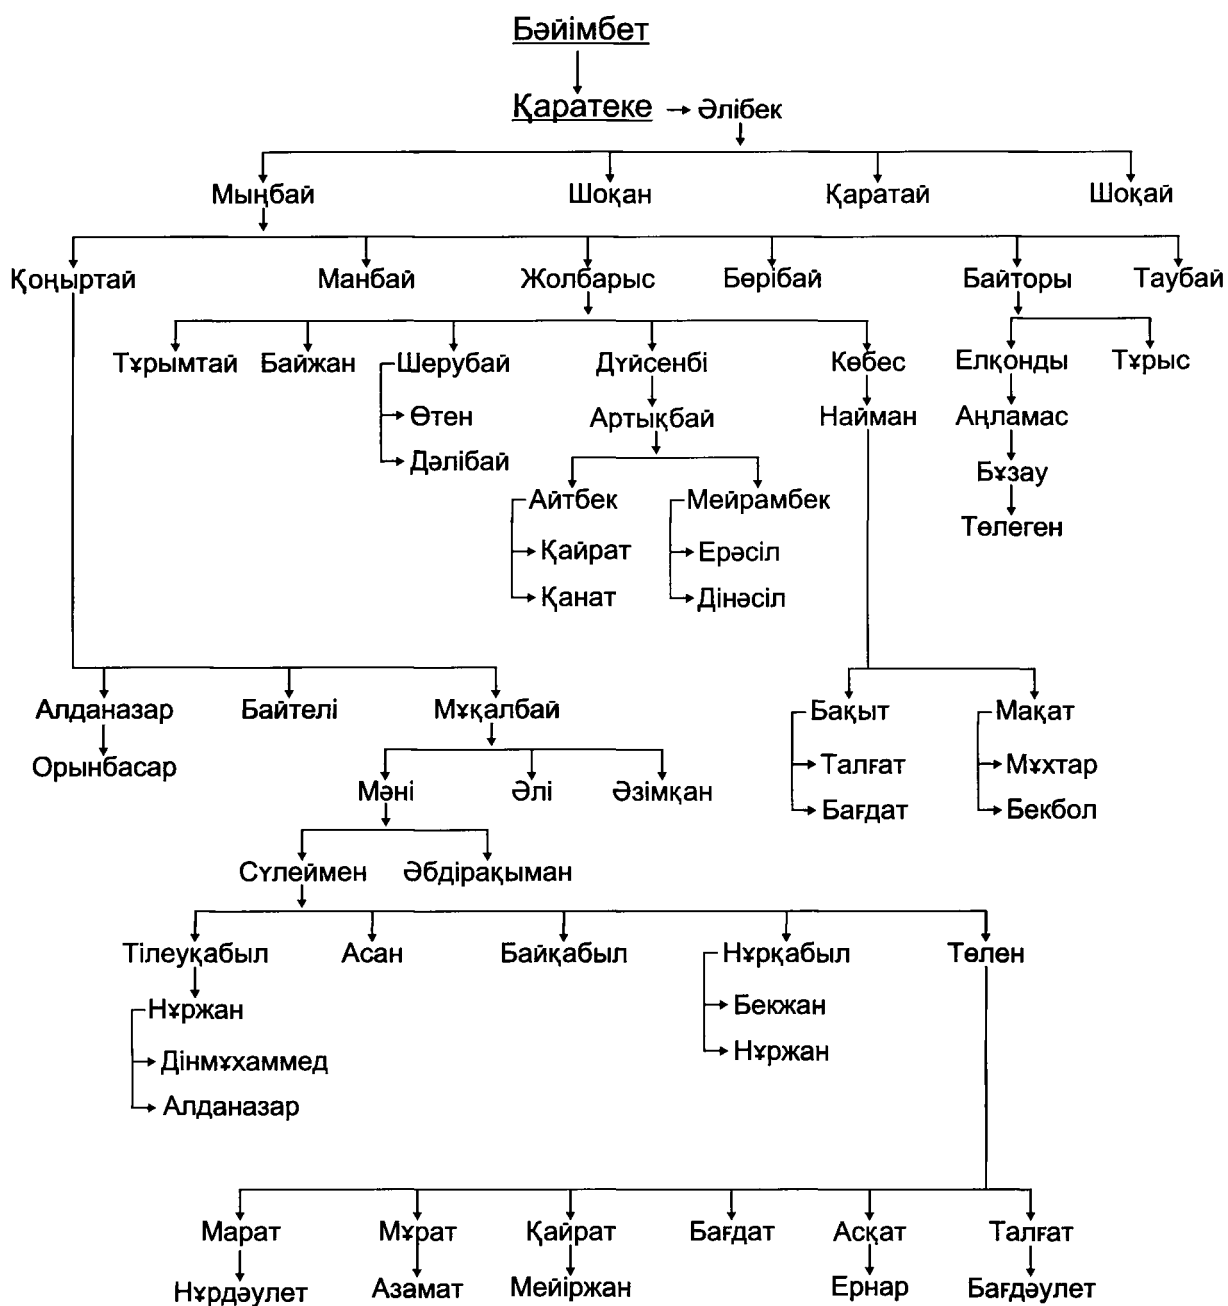 Бәйімбет
Қаратеке Әлібек
Мыңбай Шоқан Қаратай Шоқай
Қоңыртай Манбай Жолбарыс Бөрібай Байторы Таубай
Тұрымтай Байжан Шерубай Дүйсенбі Көбес Елқонды Тұрыс
Өтен Артықбай Найман Аңламас
Дәлібай Бұзау
Айтбек Мейрамбек Төлеген
Қайрат Ерәсіл
Қанат Дінәсіл
Алданазар Байтелі Мұқалбай Бақыт Мақат
Орынбасар Талғат Мұхтар
Мәні Әлі Әзімқан Бағдат Бекбол
Сүлеймен Әбдірақыман
Тілеуқабыл Асан Байқабыл Нұрқабыл Төлен
Нұржан Бекжан
Дінмұхаммед Нұржан
Алданазар
Марат Мұрат Қайрат Бағдат Асқат Талғат
Нұрдәулет Азамат Мейіржан Ернар Бағдәулет